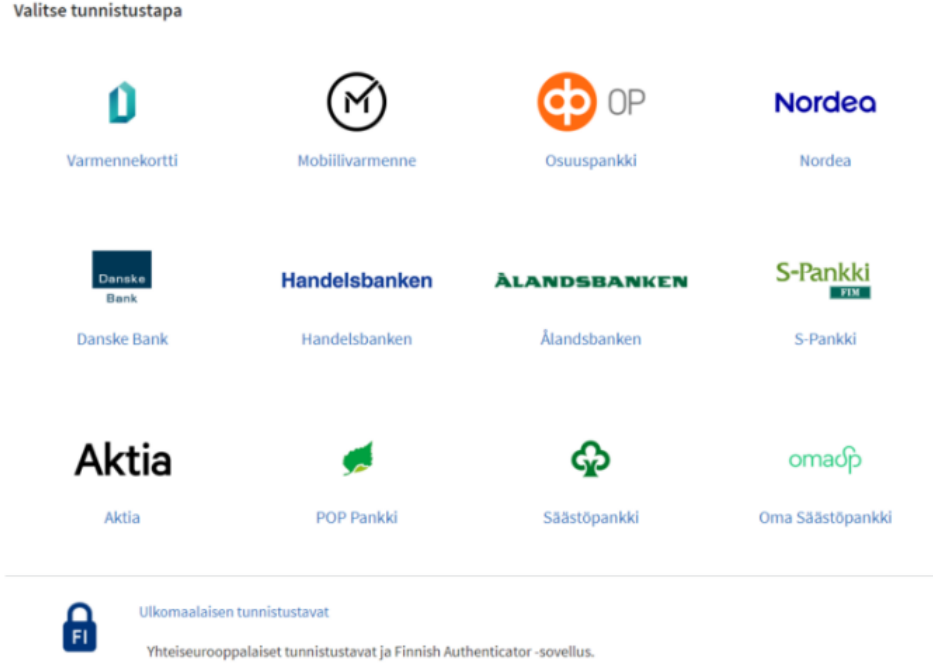 Valitse tunnistustapa
OP Nordea
Varmennekortti Mobiilivarmenne Osuuspankki Nordea
Danske Bank Handelsbanken ÅLANDSBANKEN S-Pankki FIM
Danske Bank Handelsbanken Ålandsbanken S-Pankki
Aktia omasp
Aktia POP Pankki Säästöpankki Oma Säästöpankki
FI Ulkomaalaisen tunnistustavat
Yhteiseurooppalaiset tunnistustavat ja Finnish Authenticator -sovellus.